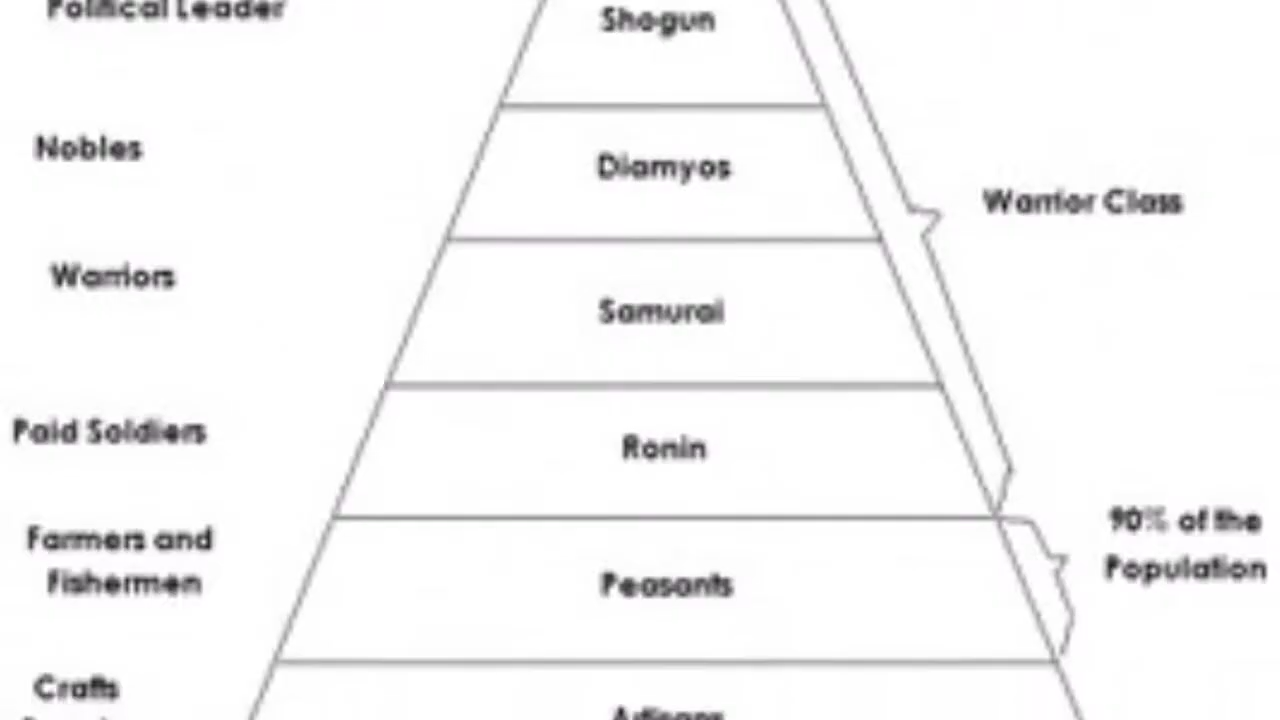 Political Leader
Shogun
Nobles
Diamyos
Warrior Class
Warriors
Samurai
Paid Soldiers
Ronin
Farmers and
Fishermen
Peasants
90% of the
Population
Crafts
Artisans